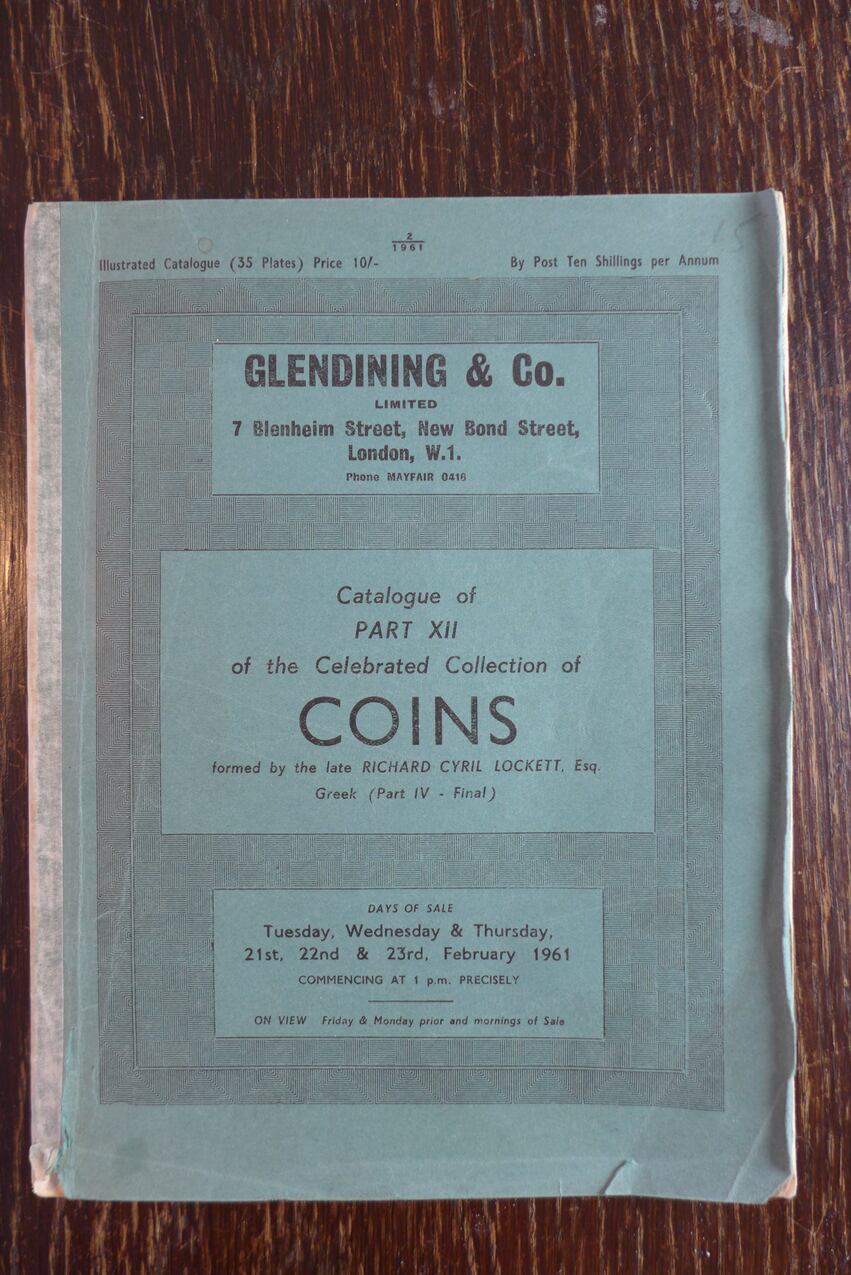 2
1961
Illustrated Catalogue (35 Plates) Price 10/- By Post Ten Shillings per Annum
GLENDINING & Co.
LIMITED
7 Blenheim Street, New Bond Street,
London, W.1.
Phone MAYFAIR 0416
Catalogue of
PART XII
of the Celebrated Collection of
COINS
formed by the late RICHARD CYRIL LOCKETT, Esq.
Greek (Part IV - Final)
DAYS OF SALE
Tuesday, Wednesday & Thursday,
21st, 22nd & 23rd, February 1961
COMMENCING AT 1 p.m. PRECISELY
ON VIEW Friday & Monday prior and mornings of Sale